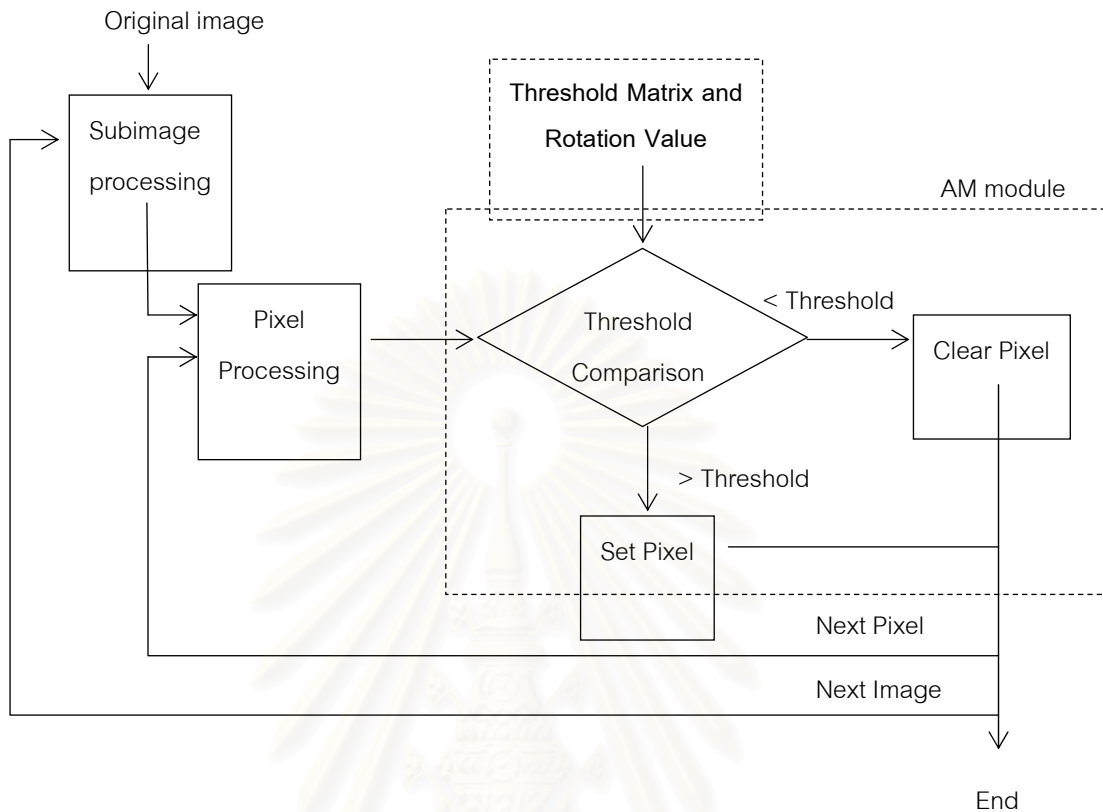 Original image
Subimage
processing
Threshold Matrix and
Rotation Value
AM module
Pixel
Processing
Threshold
Comparison
< Threshold
Clear Pixel
> Threshold
Set Pixel
Next Pixel
Next Image
End